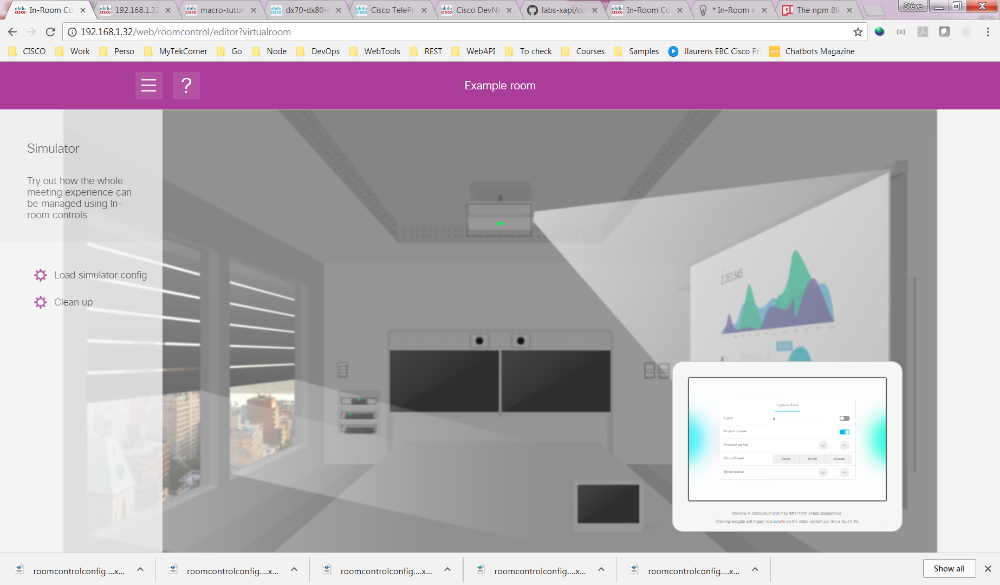 In-Room Co
192.168.1.32
macro-tutor
dx70-dx80-a
Cisco TelePr
Cisco DevNe
labs-xapi/co
In-Room Co
* In-Room e
The npm Blo
Stève
192.168.1.32/web/roomcontrol/editor?virtualroom
CISCO
Work
Perso
MyTekCorner
Go
Node
DevOps
WebTools
REST
WebAPI
To check
Courses
Samples
Jlaurens EBC Cisco Pr
Chatbots Magazine
?
Example room
Simulator
Try out how the whole
meeting experience can
be managed using In-
room controls.
Load simulator config
Clean up
2,353,545
Lights & Blinds
Lights
Projector power
Projector canvas
Blinds Presets
Open
50/50
Closed
Blinds Manual
Preview is conceptual and may differ from actual appearance.
Clicking widgets will trigger real events on the video system just like a Touch 10.
roomcontrolconfig....x...
roomcontrolconfig....x...
roomcontrolconfig....x...
roomcontrolconfig....x...
roomcontrolconfig....x...
Show all